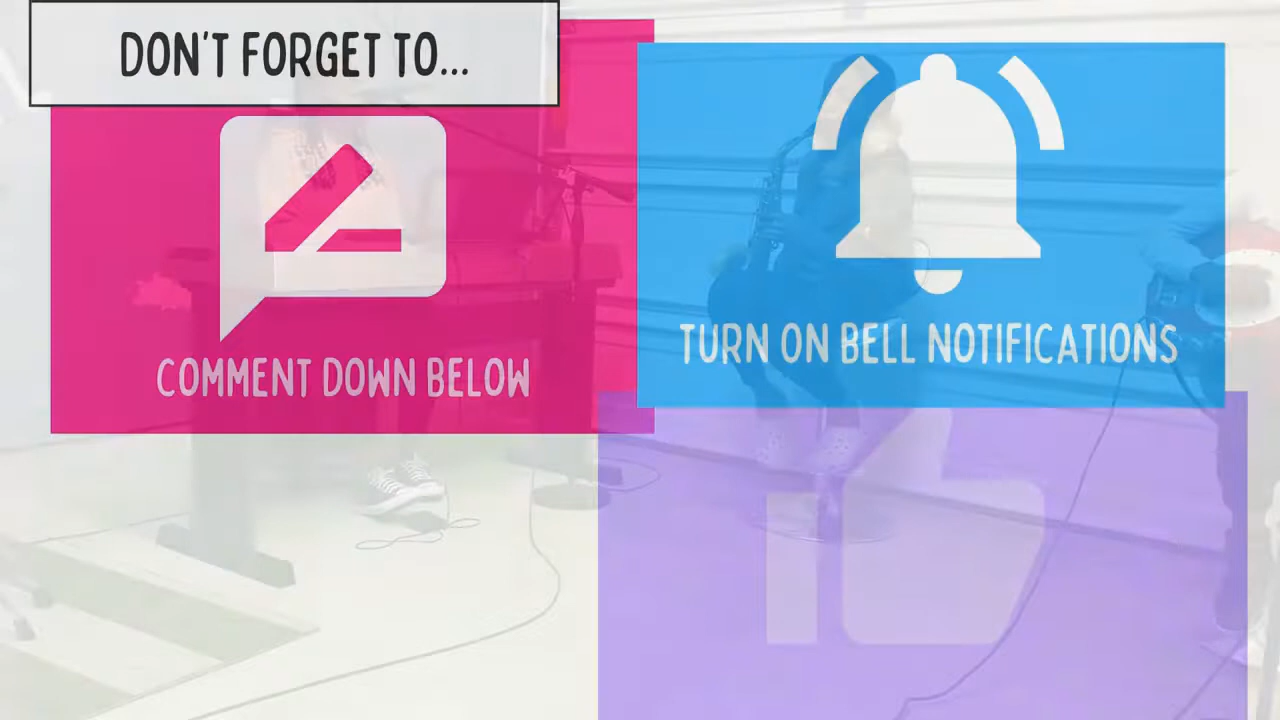 DON'T FORGET TO...
COMMENT DOWN BELOW
TURN ON BELL NOTIFICATIONS